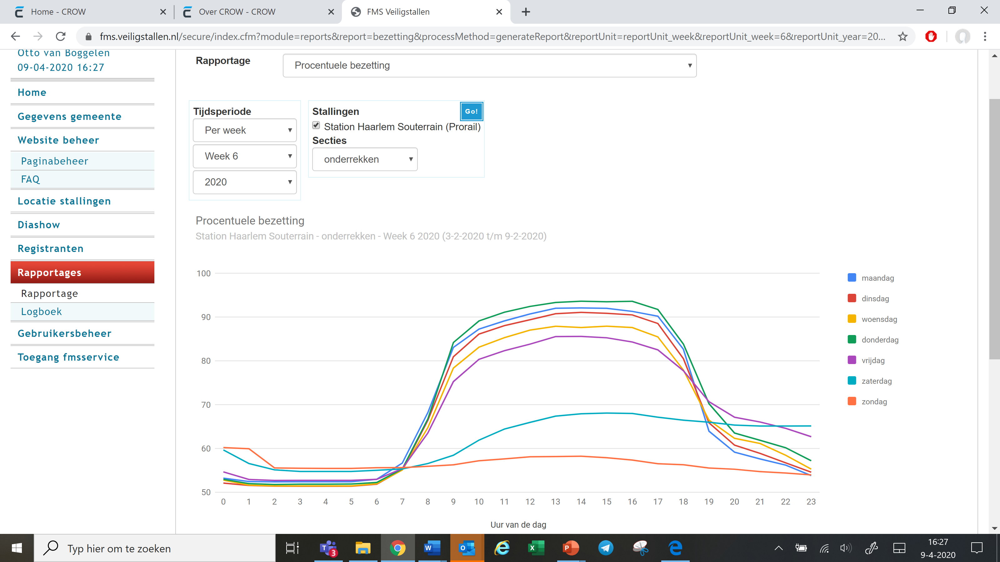 Home - CROW
Over CROW - CROW
FMS Veiligstallen
fms.veiligstallen.nl/secure/index.cfm?module=reports&report=bezetting&processMethod=generateReport&reportUnit=reportUnit_week&reportUnit_week=6&reportUnit_year=20...
Otto van Boggelen
09-04-2020 16:27
Home
Gegevens gemeente
Website beheer
Paginabeheer
FAQ
Locatie stallingen
Diashow
Registranten
Rapportages
Rapportage
Logboek
Gebruikersbeheer
Toegang fmsservice
Rapportage
Procentuele bezetting
Tijdsperiode
Per week
Week 6
2020
Stallingen
Go!
Station Haarlem Souterrain (Prorail)
Secties
onderrekken
Procentuele bezetting
Station Haarlem Souterrain - onderrekken - Week 6 2020 (3-2-2020 t/m 9-2-2020)
100
90
80
70
60
50
0 1 2 3 4 5 6 7 8 9 10 11 12 13 14 15 16 17 18 19 20 21 22 23
Uur van de dag
maandag
dinsdag
woensdag
donderdag
vrijdag
zaterdag
zondag
Typ hier om te zoeken
T
3
W
O
X
P
16:27
9-4-2020